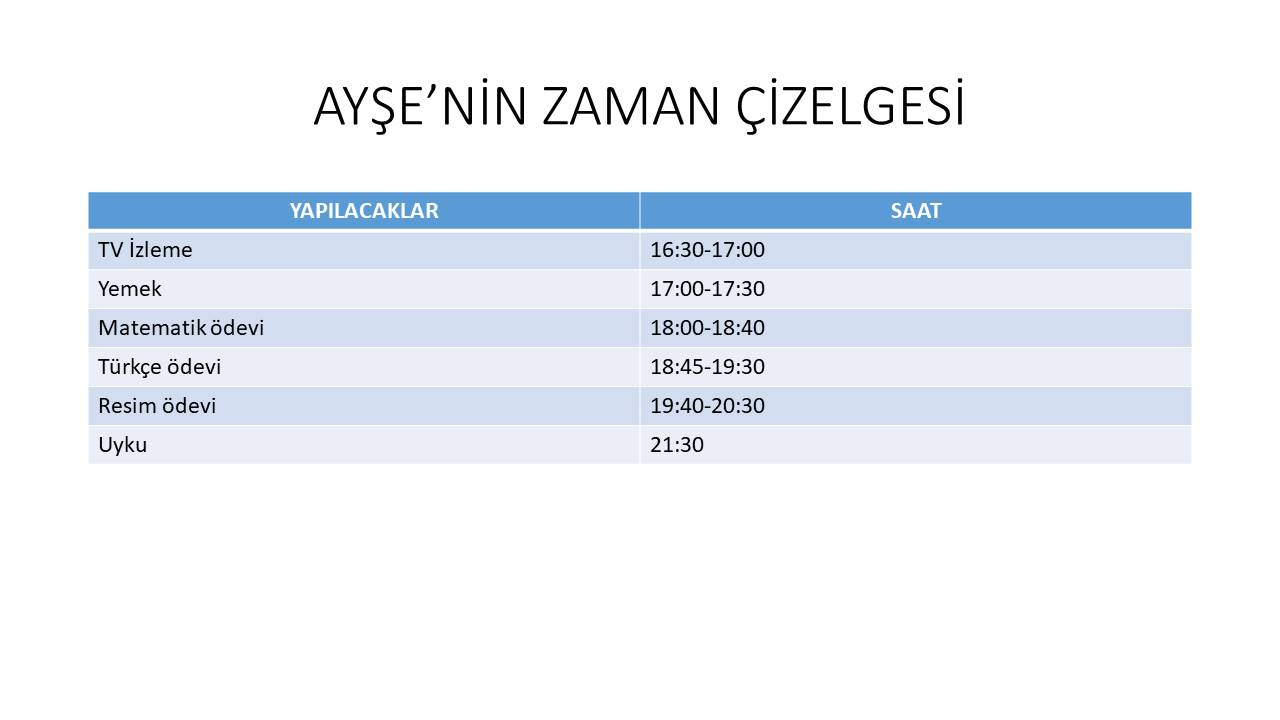 AYŞE’NİN ZAMAN ÇİZELGESİ
YAPILACAKLAR SAAT
TV İzleme 16:30-17:00
Yemek 17:00-17:30
Matematik ödevi 18:00-18:40
Türkçe ödevi 18:45-19:30
Resim ödevi 19:40-20:30
Uyku 21:30